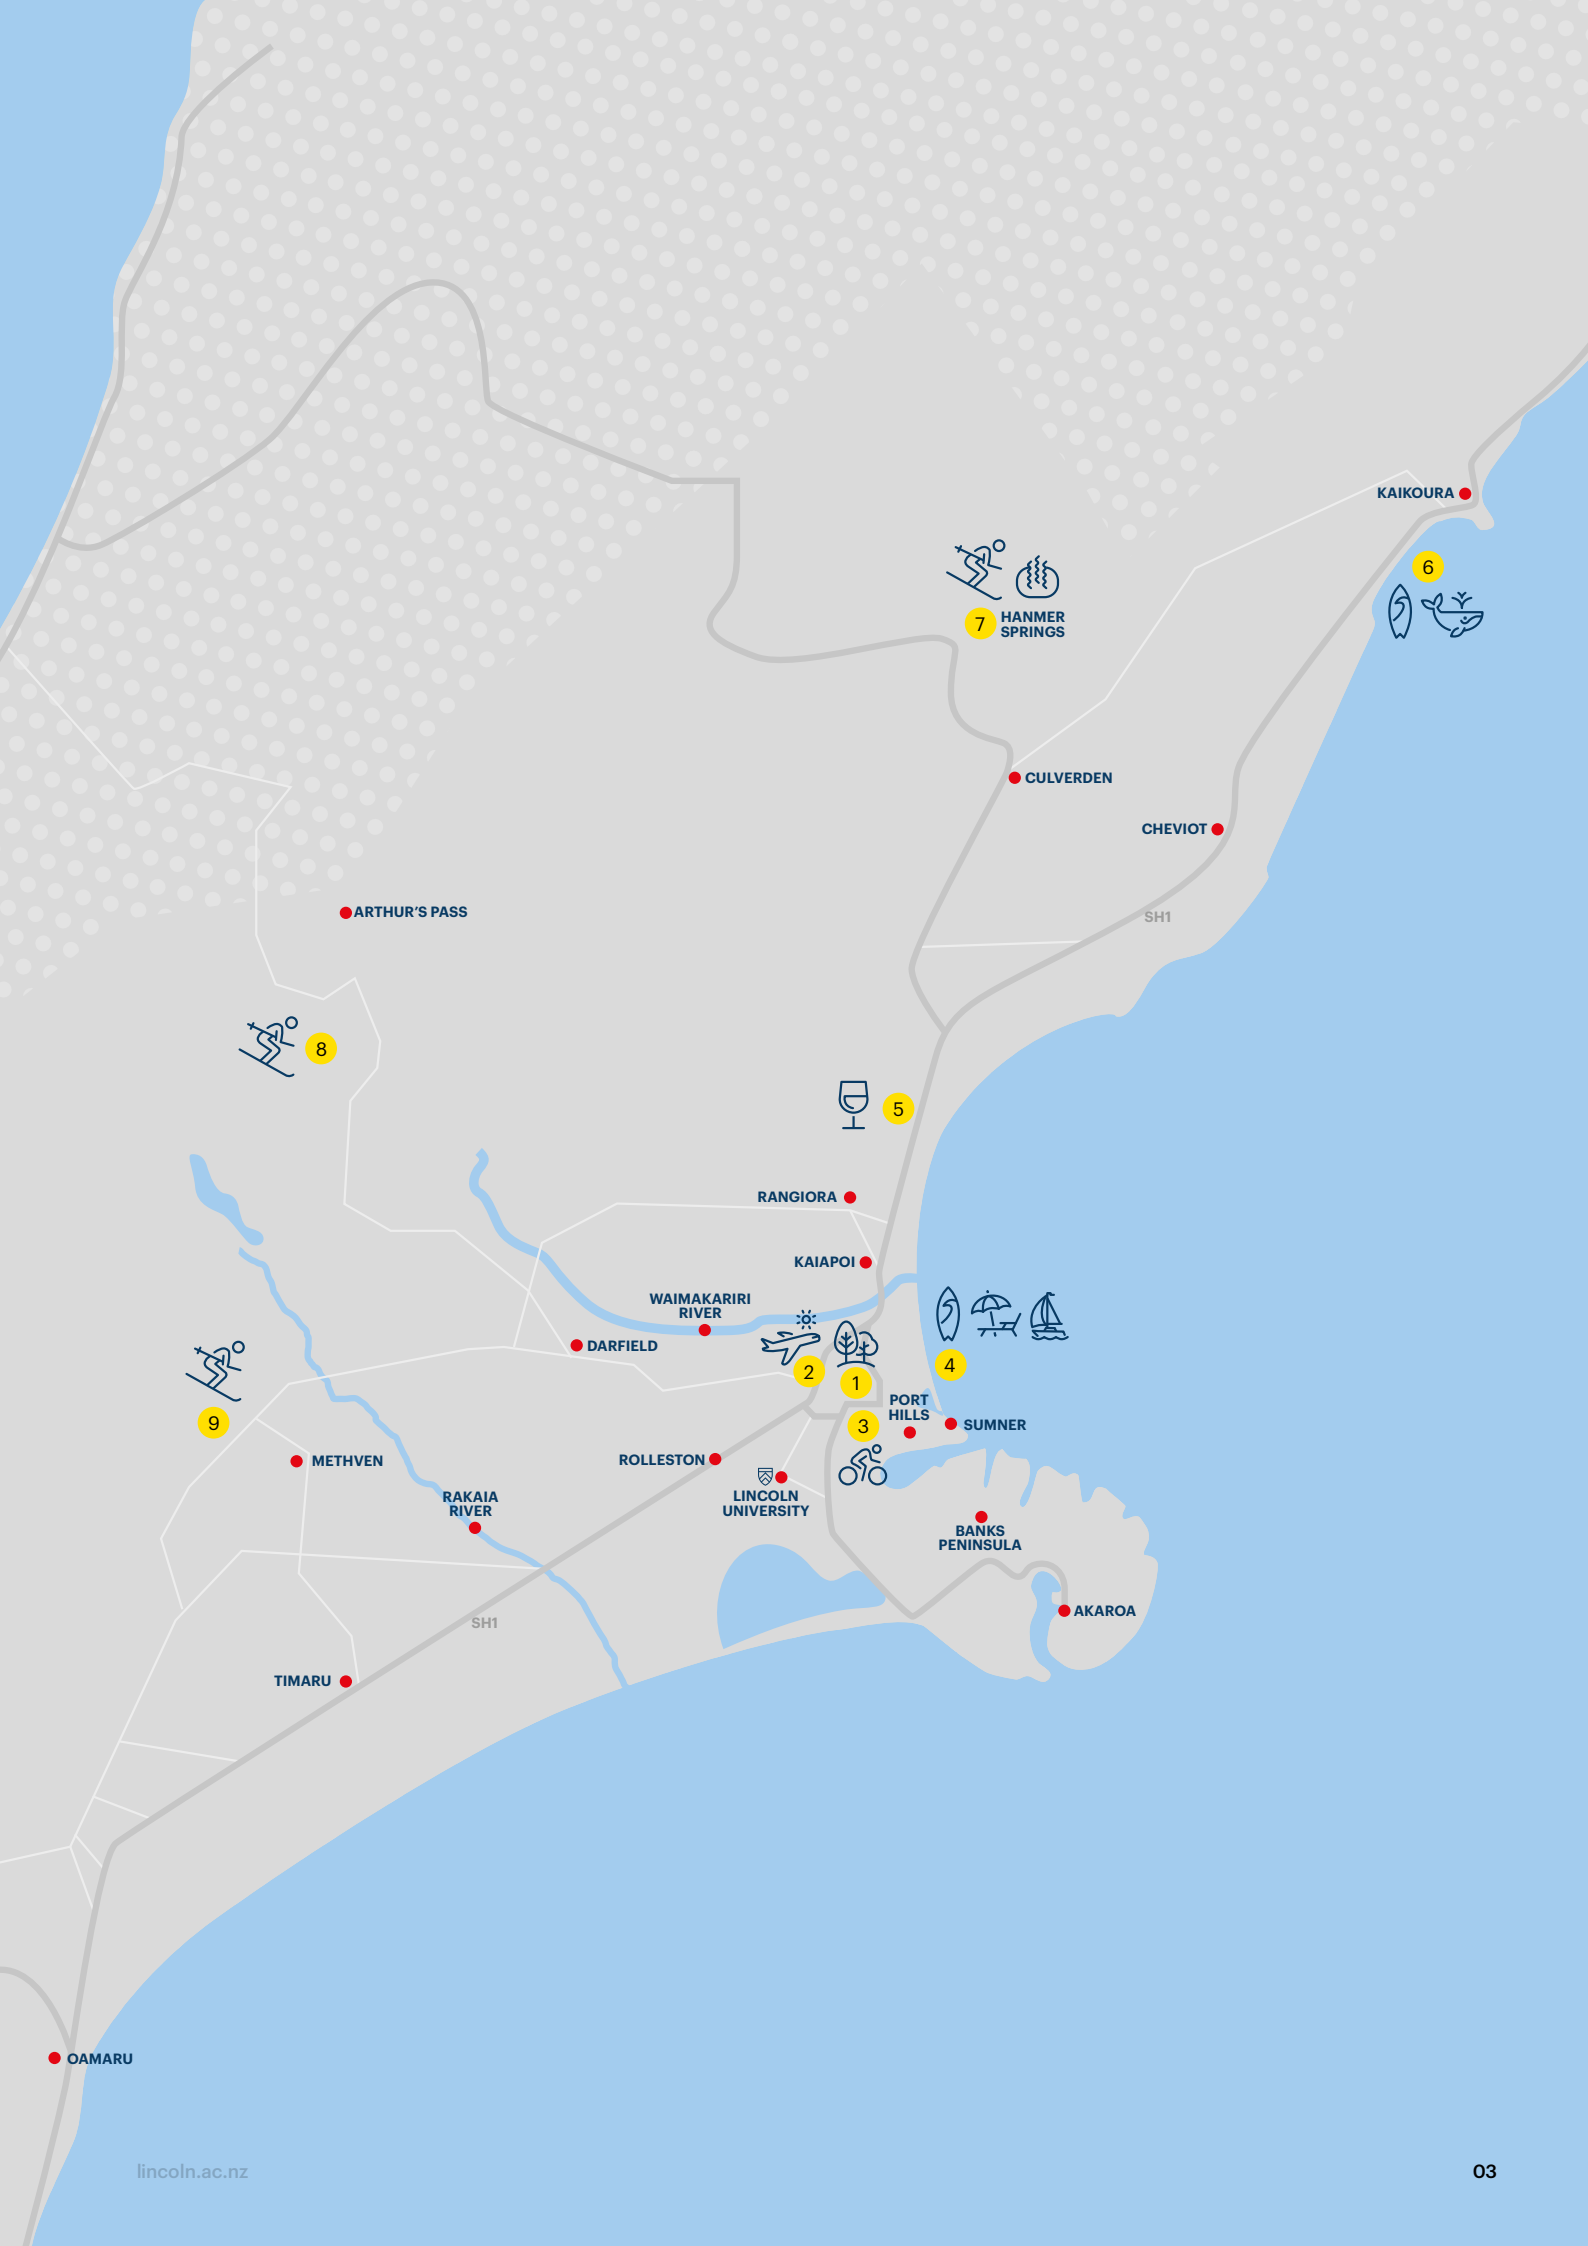 KAIKOURA
6
7
HANMER
SPRINGS
CULVERDEN
CHEVIOT
ARTHUR'S PASS
SH1
8
5
RANGIORA
KAIAPOI
WAIMAKARIRI
RIVER
DARFIELD
2
1
4
PORT
HILLS
3
SUMNER
9
METHVEN
ROLLESTON
LINCOLN
UNIVERSITY
RAKAIA
RIVER
BANKS
PENINSULA
AKAROA
SH1
TIMARU
OAMARU
lincoln.ac.nz
03